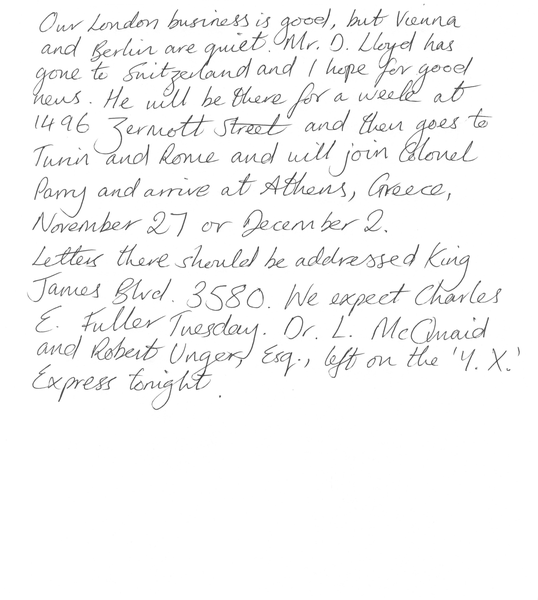 Our London business is good, but Vienna
and Berlin are quiet. Mr. D. Lloyd has
gone to Switzerland and I hope for good
news. He will be there for a week at
1496 Zermott Street and then goes to
Turin and Rome and will join Colonel
Parry and arrive at Athens, Greece,
November 27 or December 2.
Letters there should be addressed King
James Blvd. 3580. We expect Charles
E. Fuller Tuesday. Dr. L. McQuaid
and Robert Unger, Esq., left on the 'Y. X.'
Express tonight.